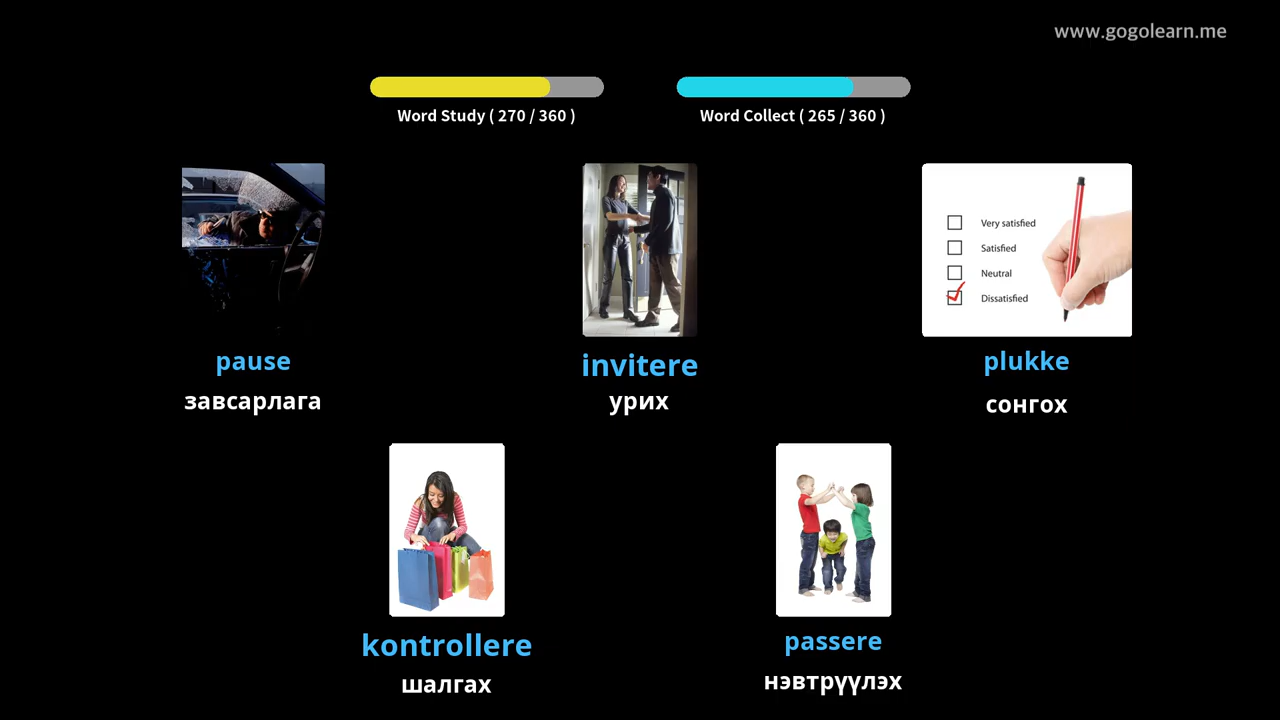 www.gogolearn.me
Word Study ( 270 / 360 )
Word Collect ( 265 / 360 )
Very satisfied
Satisfied
Neutral
Dissatisfied
pause
invitere
plukke
завсарлага
урих
сонгох
kontrollere
passere
шалгах
нэвтрүүлэх